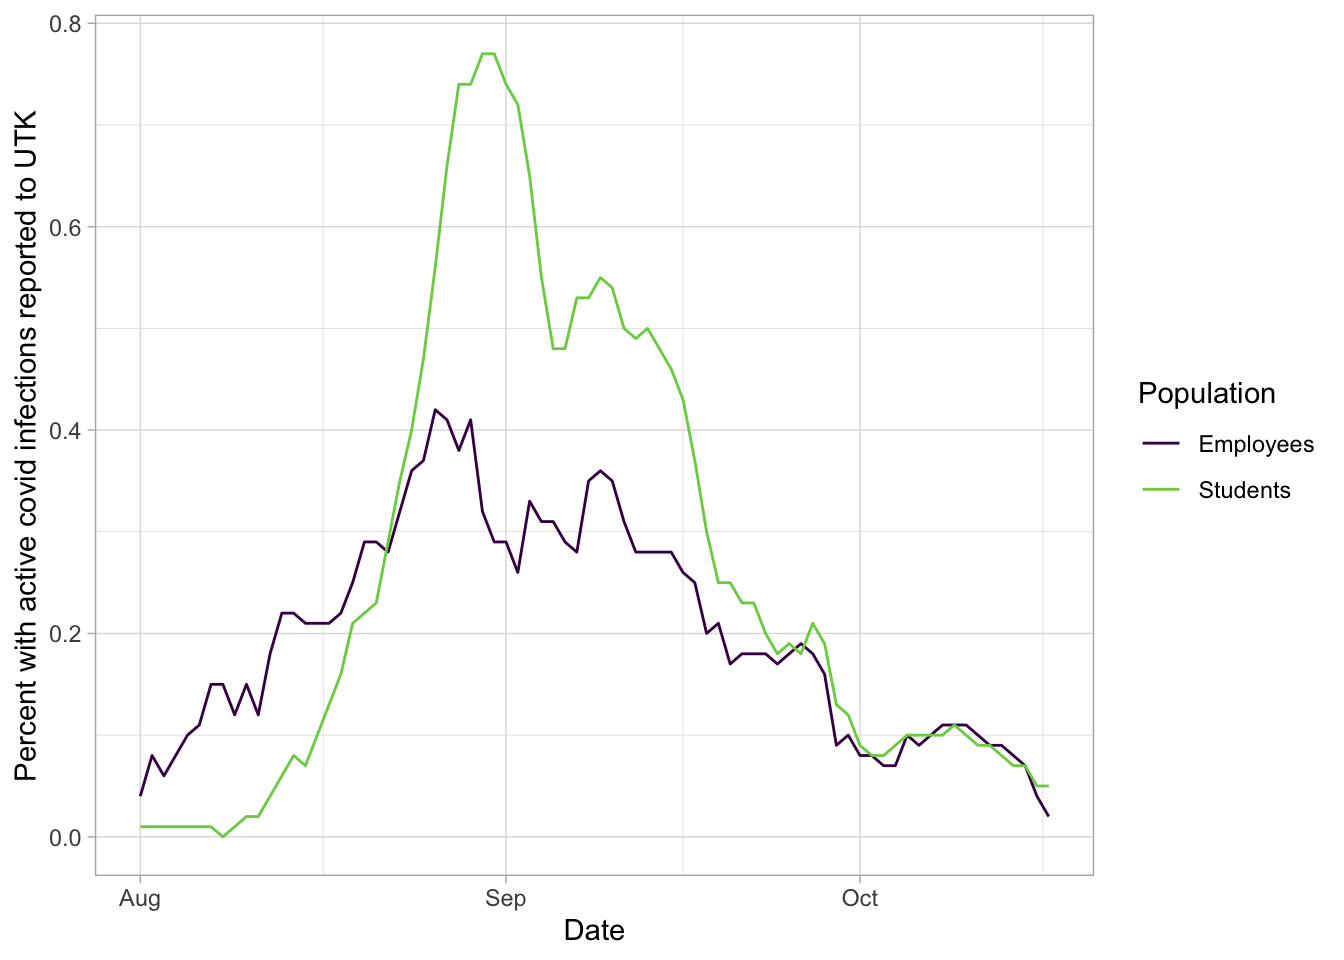 Percent with active covid infections reported to UTK
0.8
0.6
0.4
0.2
0.0
Aug Sep Oct
Date
Population
Employees
Students